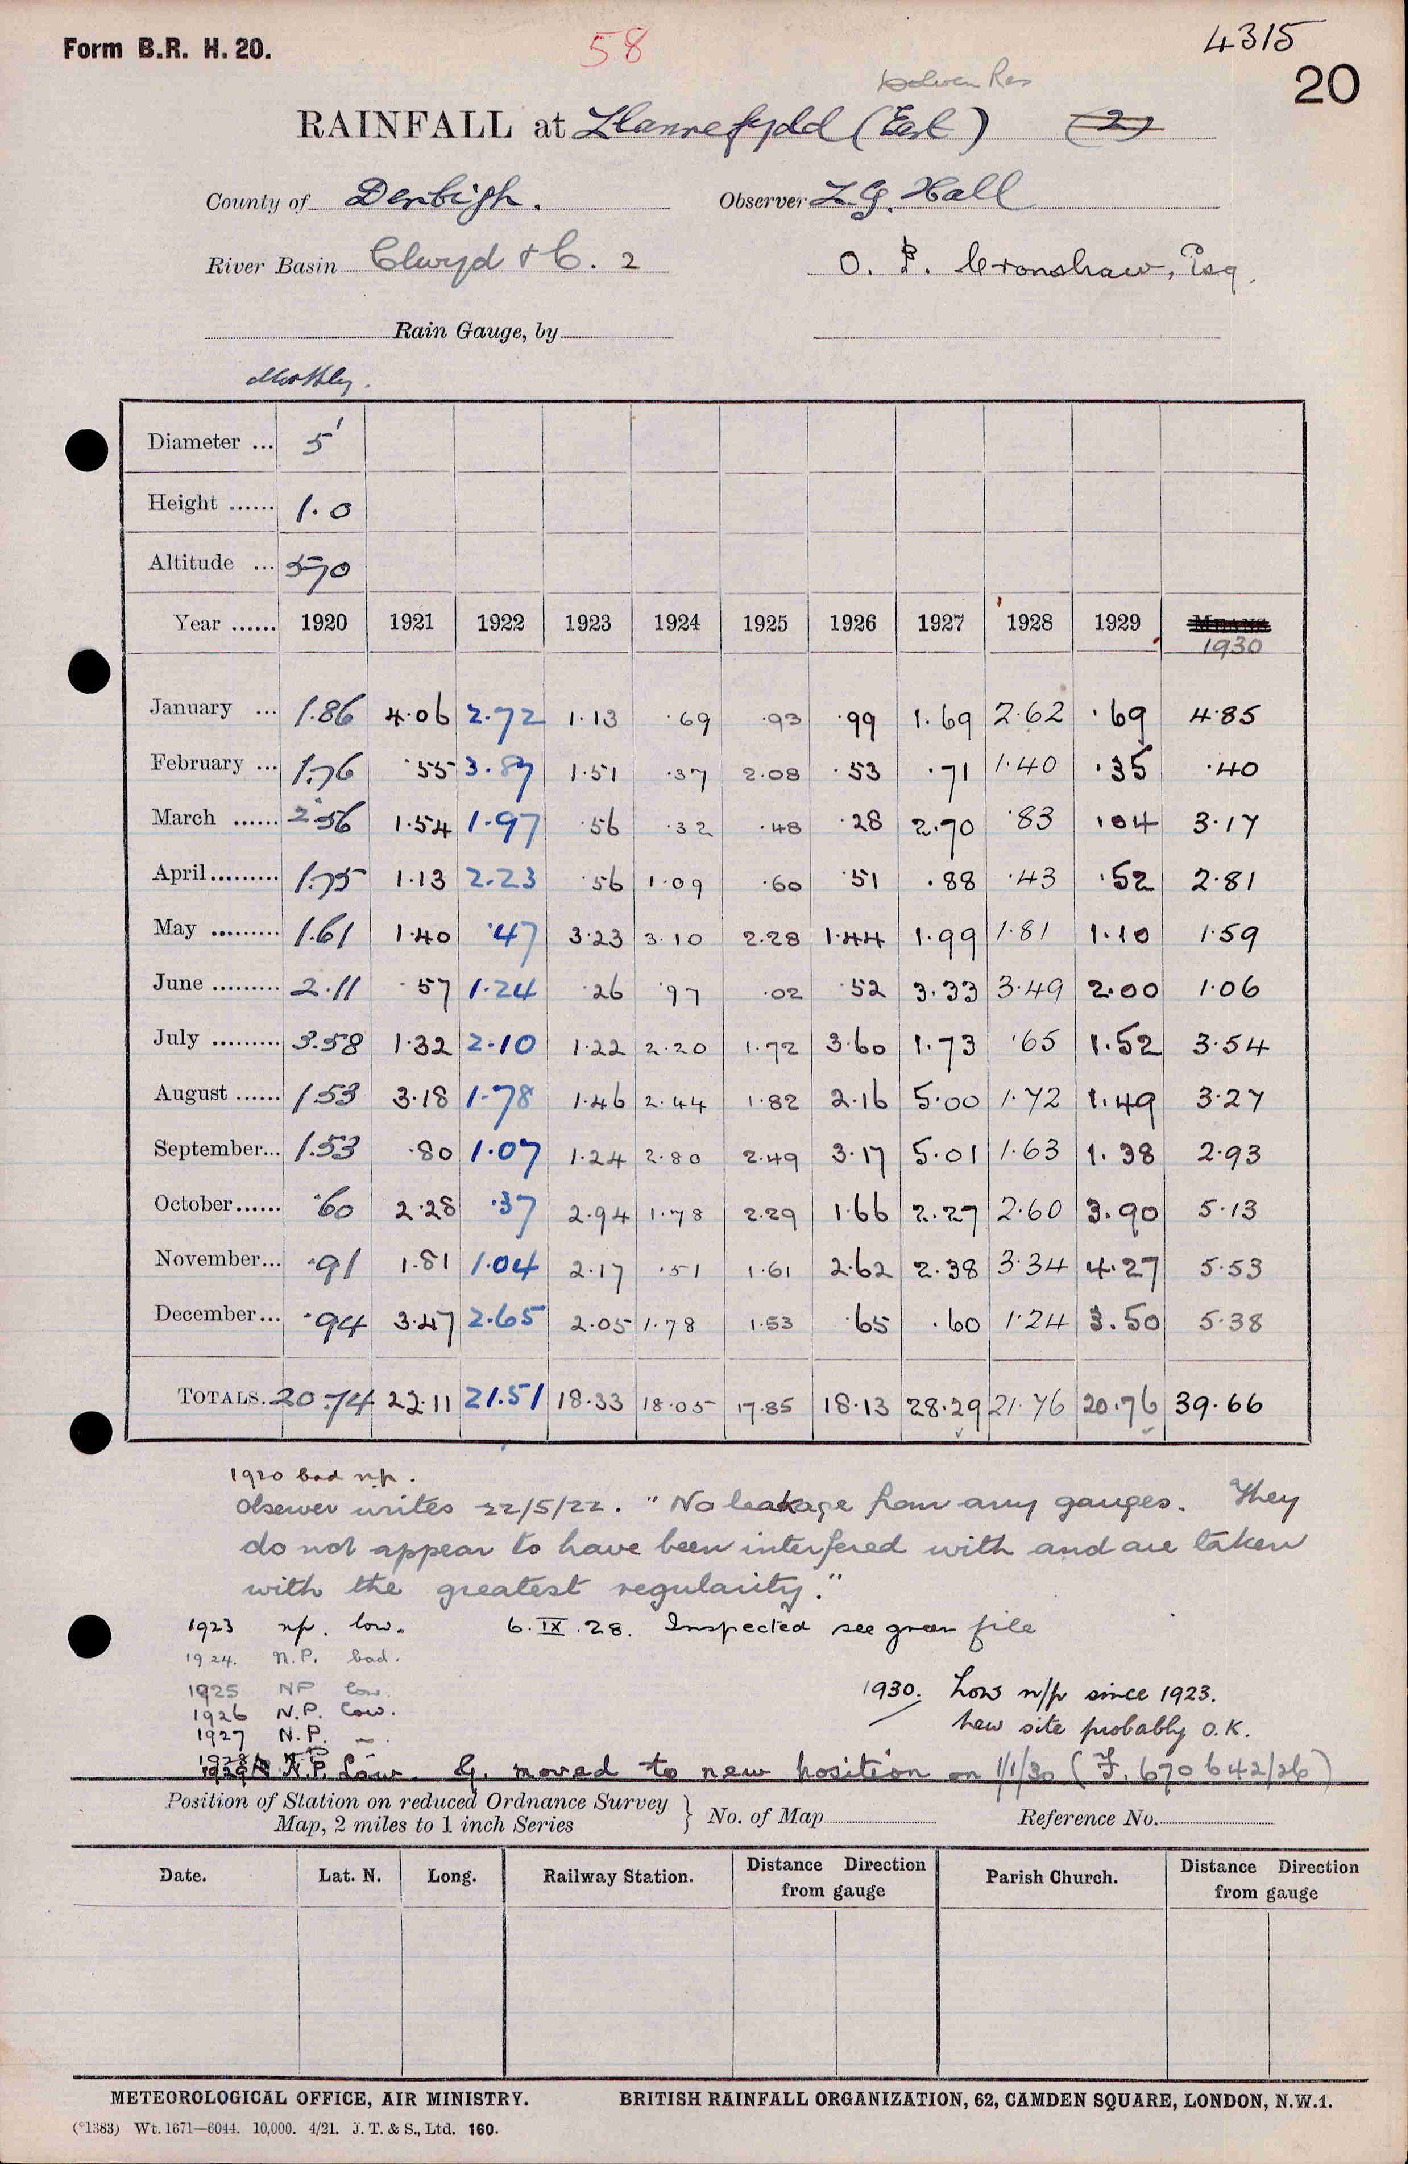 Form B.R. H. 20.
58
4315
20
Dolwen Res
RAINFALL at Llannefydd (East) (2)
County of Denbigh. Observer L. G. Hall
River Basin Clwyd & C. 2 O. P. Cronshaw, Esq.
Rain Gauge, by
Monthly.
Diameter ... 5
Height ...... 1.0
Altitude ... 570
Year ...... 1920 1921 1922 1923 1924 1925 1926 1927 1928 1929 MEANS
1930
January ... 1.86 4.06 2.72 1.13 .69 .93 .99 1.69 2.62 .69 4.85
February ... 1.76 .55 3.87 1.51 .37 2.08 .53 .71 1.40 .35 .40
March ...... 2.56 1.54 1.97 .56 .32 .48 .28 2.70 .83 .04 3.17
April......... 1.75 1.13 2.23 .56 1.09 .60 .51 .88 .43 .52 2.81
May ......... 1.61 1.40 .47 3.23 3.10 2.28 1.44 1.99 1.81 1.10 1.59
June ......... 2.11 .57 1.24 .26 .97 .02 .52 3.33 3.49 2.00 1.06
July ......... 3.58 1.32 2.10 1.22 2.20 1.72 3.60 1.73 .65 1.52 3.54
August ...... 1.53 3.18 1.78 1.46 2.44 1.82 2.16 5.00 1.72 1.49 3.27
September... 1.53 .80 1.07 1.24 2.80 2.49 3.17 5.01 1.63 1.38 2.93
October...... .60 2.28 .37 2.94 1.78 2.29 1.66 2.27 2.60 3.90 5.13
November... .91 1.81 1.04 2.17 .51 1.61 2.62 2.38 3.34 4.27 5.53
December... .94 3.47 2.65 2.05 1.78 1.53 .65 .60 1.24 3.50 5.38
TOTALS. 20.74 22.11 21.51 18.33 18.05 17.85 18.13 28.29 21.76 20.76 39.66
1920 bad n.p.
Observer writes 22/5/22. "No leakage from any gauges. They
do not appear to have been interfered with and are taken
with the greatest regularity."
1923 np. low. 6.IX.28. Inspected see green file
1924. N.P. bad.
1925 NP low.
1930. Low n/p since 1923.
1926 N.P. Low.
New site probably O.K.
1927 N.P. —
1928 N.P.
1929 N.P. Low. G. moved to new position on 1/1/30 (F. 670642/26)
Position of Station on reduced Ordnance Survey
Map, 2 miles to 1 inch Series } No. of Map Reference No.
Date. Lat. N. Long. Railway Station. Distance from gauge Direction Parish Church. Distance from gauge Direction
METEOROLOGICAL OFFICE, AIR MINISTRY. BRITISH RAINFALL ORGANIZATION, 62, CAMDEN SQUARE, LONDON, N.W.1.
(*1383) Wt. 1671—6044. 10,000. 4/21. J. T. & S., Ltd. 160.